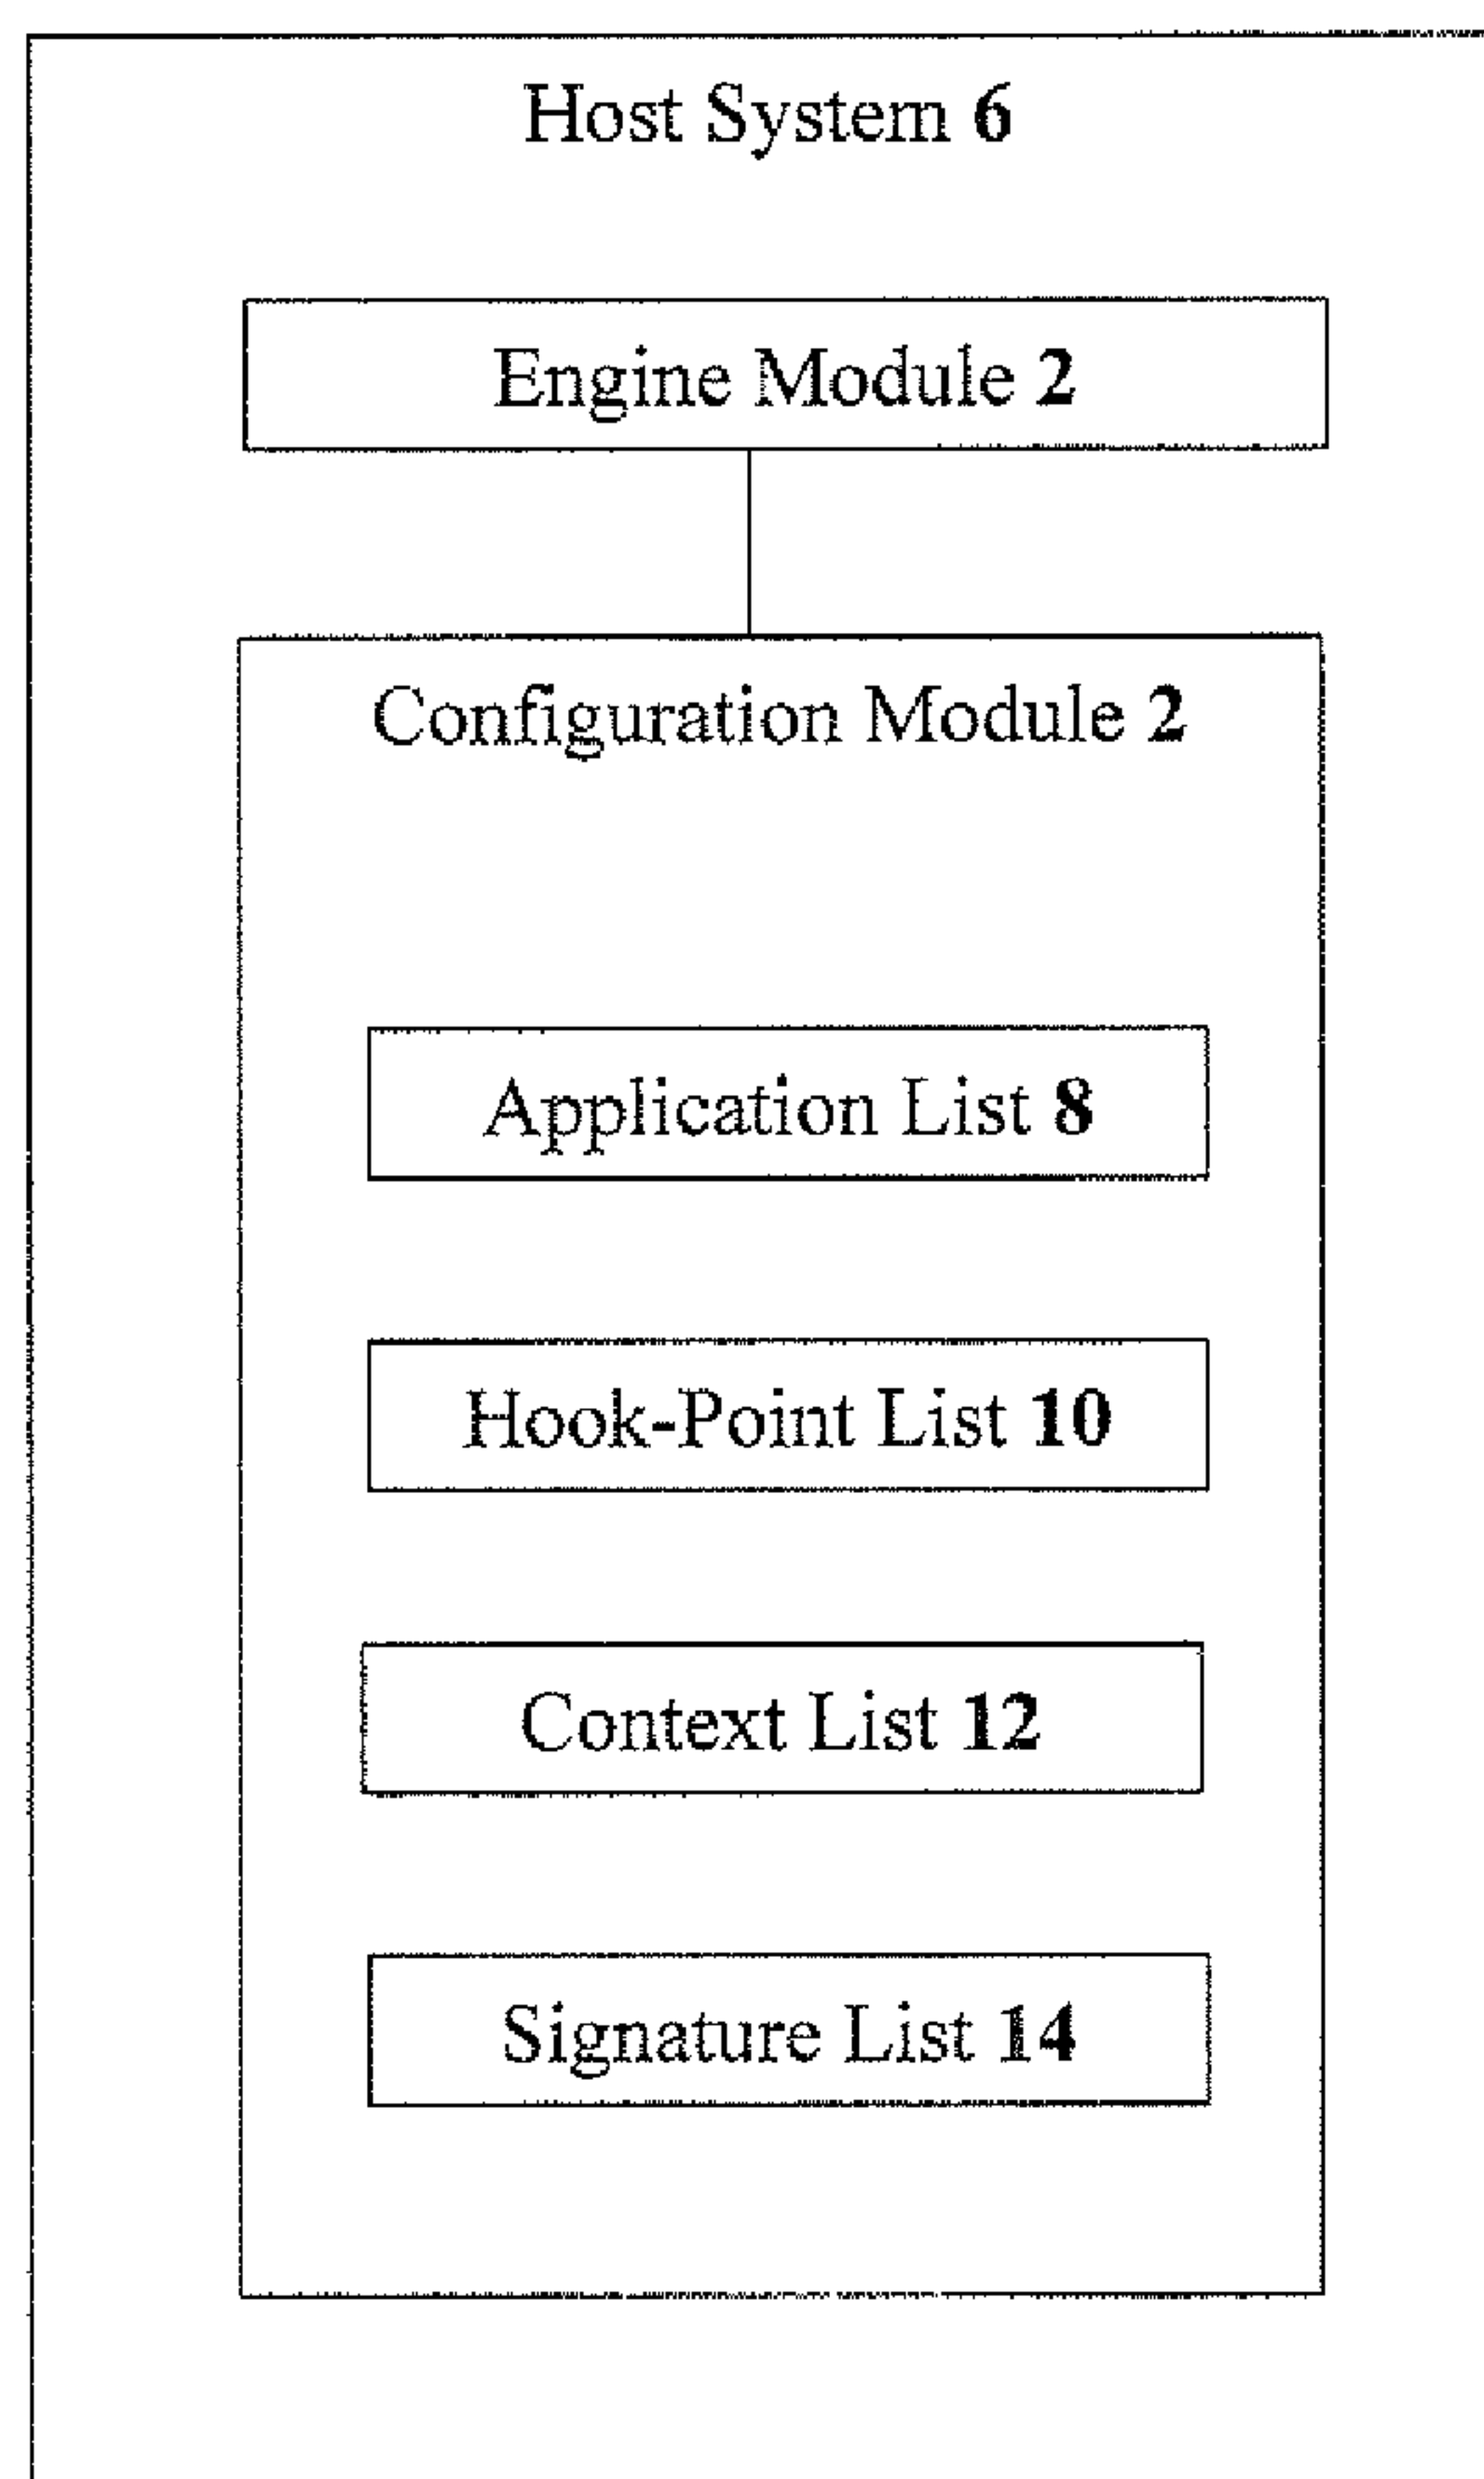 Host System 6
Engine Module 2
Configuration Module 2
Application List 8
Hook-Point List 10
Context List 12
Signature List 14